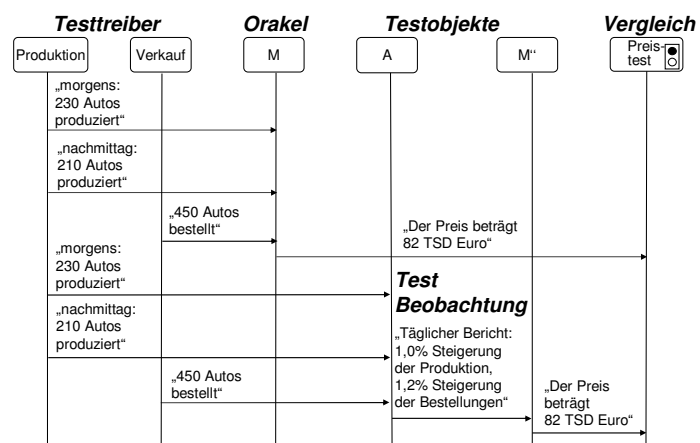 Testtreiber Orakel Testobjekte Vergleich
Produktion Verkauf M A M“ Preis-
test
„morgens:
230 Autos
produziert“
„nachmittag:
210 Autos
produziert“
„450 Autos
bestellt“
„Der Preis beträgt
82 TSD Euro“
„morgens:
230 Autos
produziert“
Test
Beobachtung
„nachmittag:
210 Autos
produziert“
„Täglicher Bericht:
1,0% Steigerung
der Produktion,
1,2% Steigerung
der Bestellungen“
„450 Autos
bestellt“
„Der Preis
beträgt
82 TSD Euro“